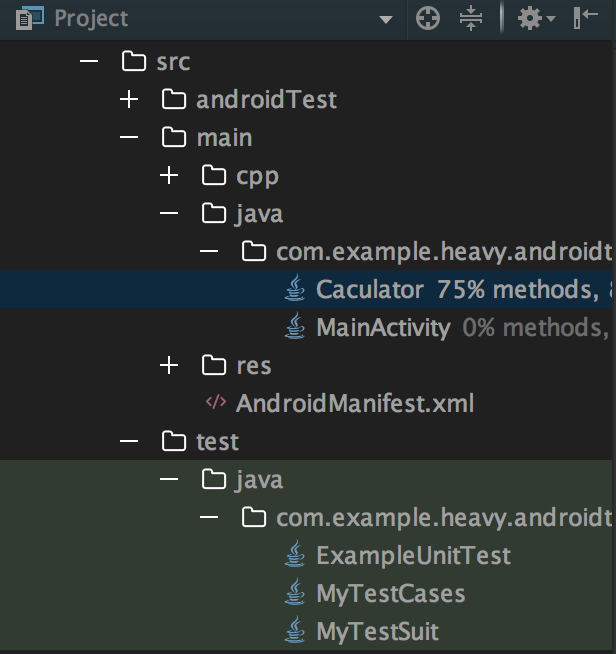 Project
src
androidTest
main
cpp
java
com.example.heavy.androidt
Caculator 75% methods,
MainActivity 0% methods,
res
AndroidManifest.xml
test
java
com.example.heavy.androidt
ExampleUnitTest
MyTestCases
MyTestSuit